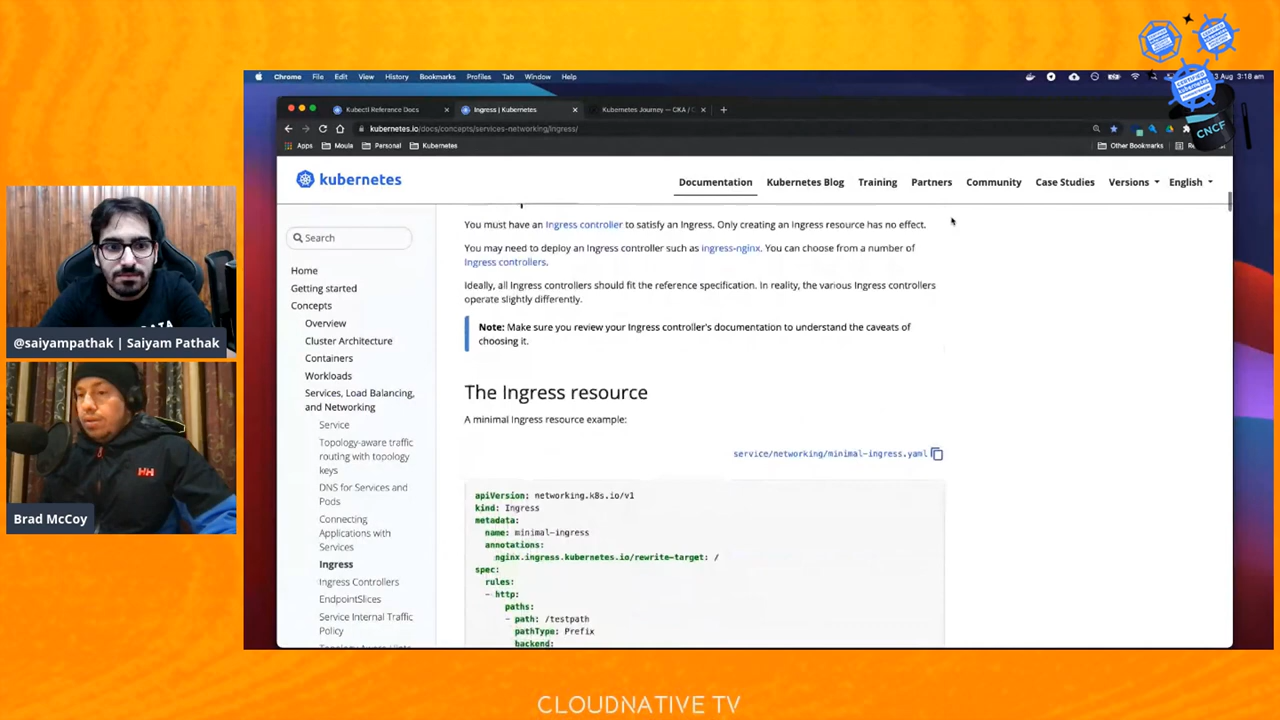 Chrome File Edit View History Bookmarks Profiles Tab Window Help
3 Aug 3:18 am
Kubectl Reference Docs
Ingress | Kubernetes
Kubernetes Journey — CKA / C
kubernetes.io/docs/concepts/services-networking/ingress/
Apps Moula Personal Kubernetes
Other Bookmarks
CNCF
kubernetes
Documentation Kubernetes Blog Training Partners Community Case Studies Versions English
Search
Home
Getting started
Concepts
Overview
Cluster Architecture
Containers
Workloads
Services, Load Balancing,
and Networking
Service
Topology-aware traffic
routing with topology
keys
DNS for Services and
Pods
Connecting
Applications with
Services
Ingress
Ingress Controllers
EndpointSlices
Service Internal Traffic
Policy
Topology Aware Hints
You must have an Ingress controller to satisfy an Ingress. Only creating an Ingress resource has no effect.
You may need to deploy an Ingress controller such as ingress-nginx. You can choose from a number of
Ingress controllers.
Ideally, all Ingress controllers should fit the reference specification. In reality, the various Ingress controllers
operate slightly differently.
Note: Make sure you review your Ingress controller's documentation to understand the caveats of
choosing it.
The Ingress resource
A minimal Ingress resource example:
service/networking/minimal-ingress.yaml
apiVersion: networking.k8s.io/v1
kind: Ingress
metadata:
name: minimal-ingress
annotations:
nginx.ingress.kubernetes.io/rewrite-target: /
spec:
rules:
- http:
paths:
- path: /testpath
pathType: Prefix
backend:
@saiyampathak | Saiyam Pathak
HH
Brad McCoy
CLOUDNATIVE TV